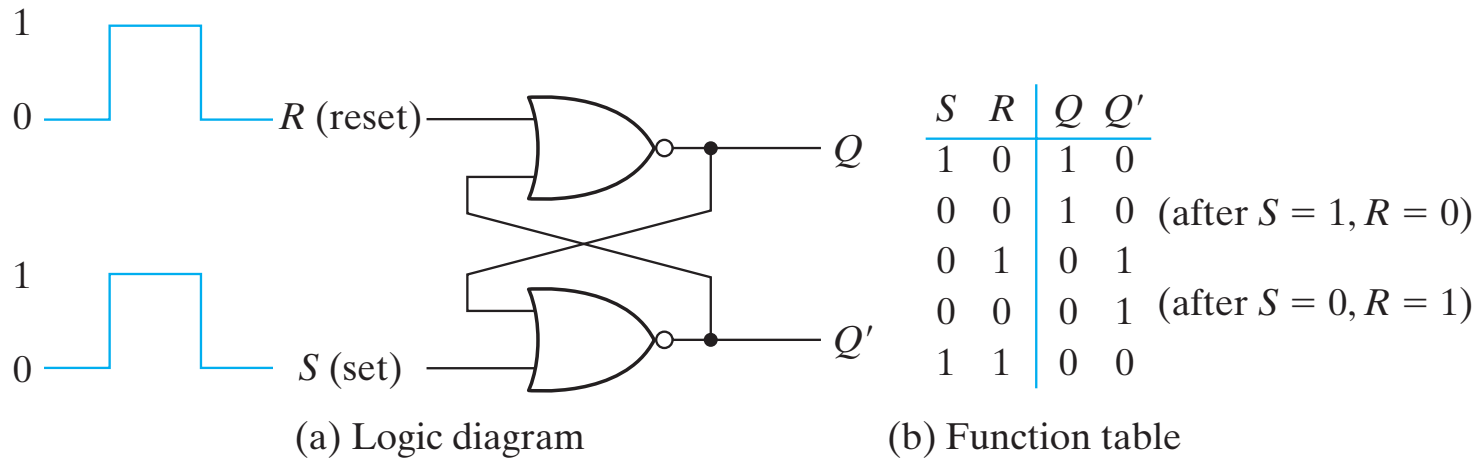 1
0
R (reset)
Q
1
0
S (set)
Q′
(a) Logic diagram
S R Q Q′
1 0 1 0
0 0 1 0 (after S = 1, R = 0)
0 1 0 1
0 0 0 1 (after S = 0, R = 1)
1 1 0 0
(b) Function table